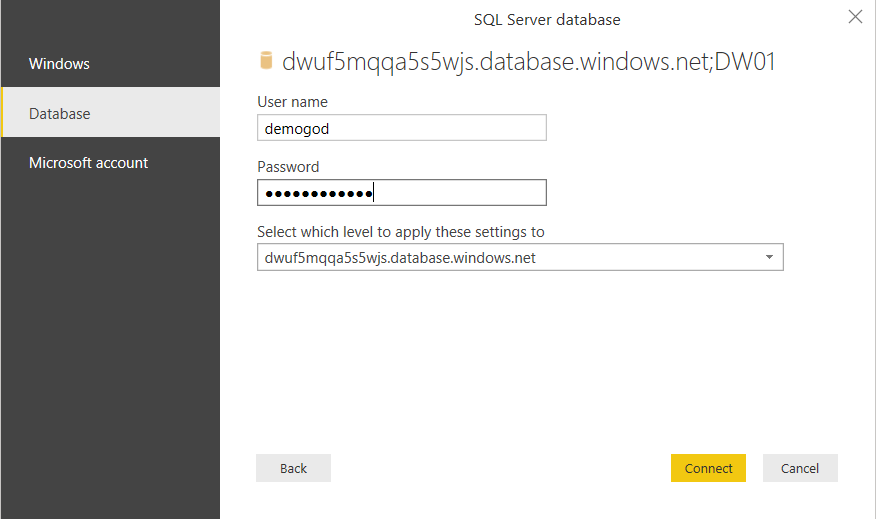 SQL Server database
Windows
Database
Microsoft account
dwuf5mqqa5s5wjs.database.windows.net;DW01
User name
demogod
Password
●●●●●●●●●●●●
Select which level to apply these settings to
dwuf5mqqa5s5wjs.database.windows.net
Back
Connect
Cancel